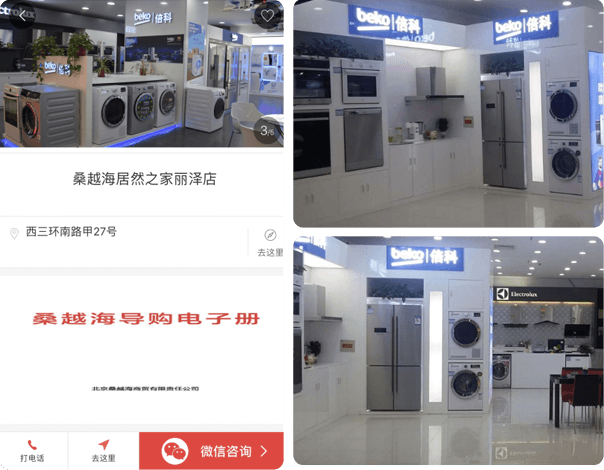 beko 倍科
3/5
桑越海居然之家丽泽店
西三环南路甲27号
去这里
桑越海导购电子册
北京桑越海商贸有限责任公司
打电话
去这里
微信咨询
beko 倍科
beko 倍科
beko 倍科
Electrolux